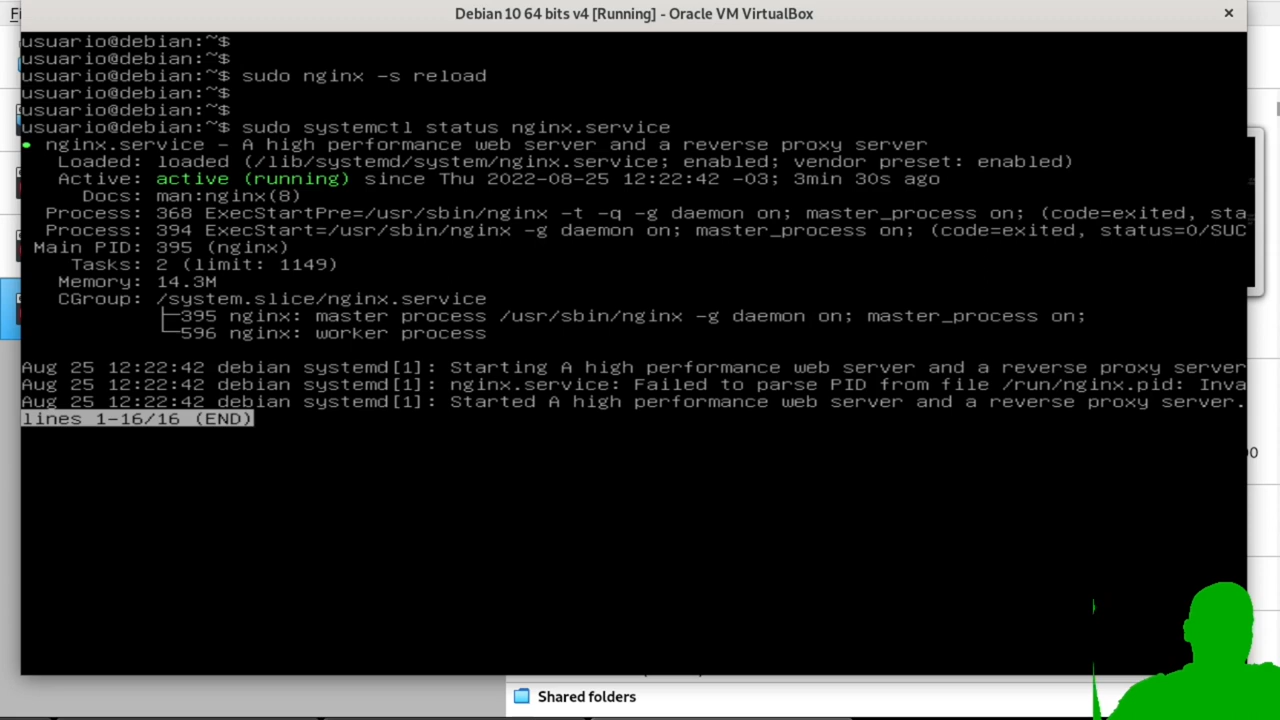 Debian 10 64 bits v4 [Running] - Oracle VM VirtualBox
usuario@debian:~$
usuario@debian:~$
usuario@debian:~$ sudo nginx -s reload
usuario@debian:~$
usuario@debian:~$
usuario@debian:~$ sudo systemctl status nginx.service
● nginx.service - A high performance web server and a reverse proxy server
Loaded: loaded (/lib/systemd/system/nginx.service; enabled; vendor preset: enabled)
Active: active (running) since Thu 2022-08-25 12:22:42 -03; 3min 30s ago
Docs: man:nginx(8)
Process: 368 ExecStartPre=/usr/sbin/nginx -t -q -g daemon on; master_process on; (code=exited, sta
Process: 394 ExecStart=/usr/sbin/nginx -g daemon on; master_process on; (code=exited, status=0/SUC
Main PID: 395 (nginx)
Tasks: 2 (limit: 1149)
Memory: 14.3M
CGroup: /system.slice/nginx.service
├─395 nginx: master process /usr/sbin/nginx -g daemon on; master_process on;
└─596 nginx: worker process
Aug 25 12:22:42 debian systemd[1]: Starting A high performance web server and a reverse proxy server
Aug 25 12:22:42 debian systemd[1]: nginx.service: Failed to parse PID from file /run/nginx.pid: Inva
Aug 25 12:22:42 debian systemd[1]: Started A high performance web server and a reverse proxy server.
lines 1-16/16 (END)
Shared folders